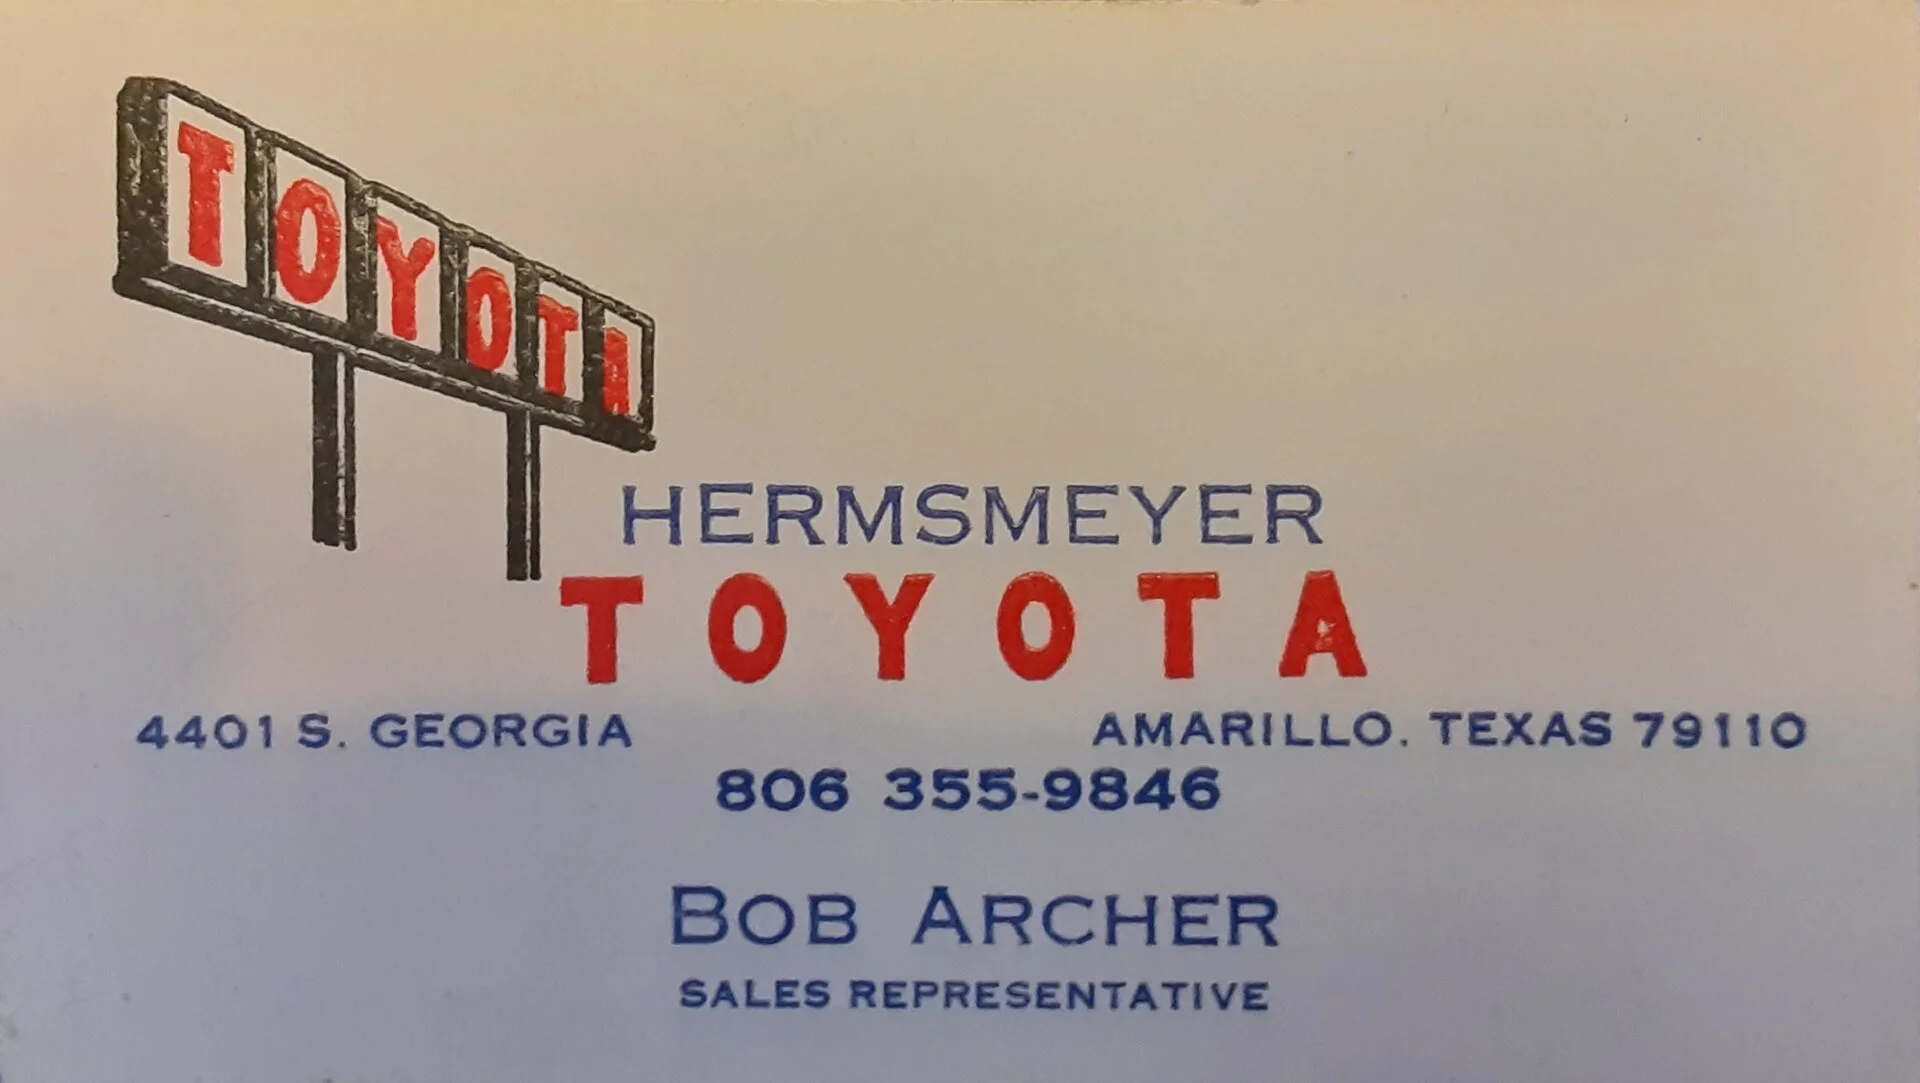 TOYOTA
HERMSMEYER
TOYOTA
4401 S. GEORGIA AMARILLO, TEXAS 79110
806 355-9846
BOB ARCHER
SALES REPRESENTATIVE